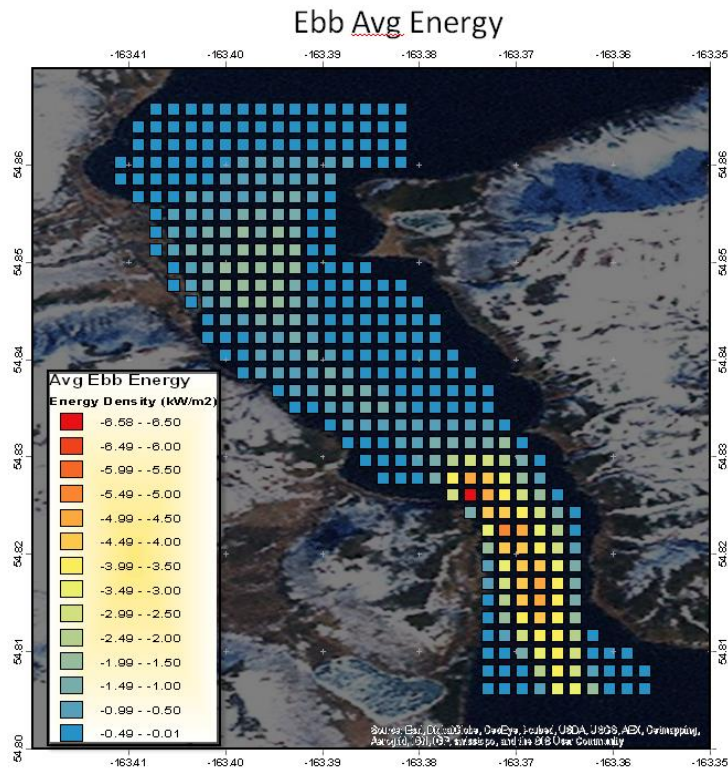 Ebb Avg Energy
-163.41 -163.40 -163.39 -163.38 -163.37 -163.36 -163.35
54.86 54.86
54.85 54.85
54.84 54.84
54.83 54.83
54.82 54.82
54.81 54.81
54.80 54.80
Avg Ebb Energy
Energy Density (kW/m2)
-6.58 - -6.50
-6.49 - -6.00
-5.99 - -5.50
-5.49 - -5.00
-4.99 - -4.50
-4.49 - -4.00
-3.99 - -3.50
-3.49 - -3.00
-2.99 - -2.50
-2.49 - -2.00
-1.99 - -1.50
-1.49 - -1.00
-0.99 - -0.50
-0.49 - -0.01
Source: Esri, DigitalGlobe, GeoEye, i-cubed, USDA, USGS, AEX, Getmapping,
Aerogrid, IGN, IGP, swisstopo, and the GIS User Community
-163.41 -163.40 -163.39 -163.38 -163.37 -163.36 -163.35